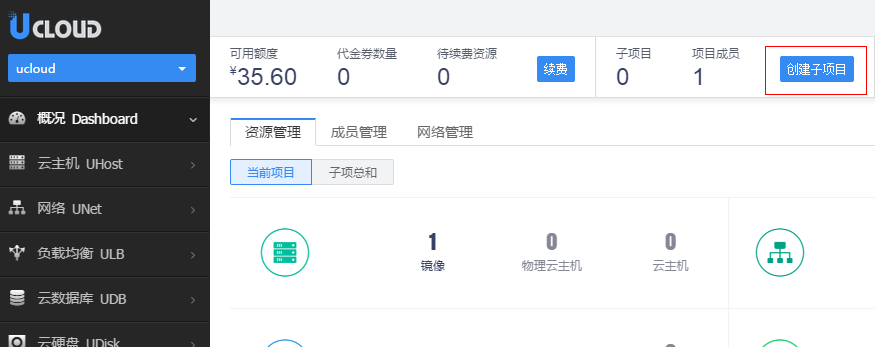 UCLOUD
ucloud
概况 Dashboard
云主机 UHost
网络 UNet
负载均衡 ULB
云数据库 UDB
云硬盘 UDisk
可用额度 代金券数量 待续费资源 子项目 项目成员
¥35.60 0 0 续费 0 1 创建子项目
资源管理 成员管理 网络管理
当前项目 子项总和
1 0 0
镜像 物理云主机 云主机